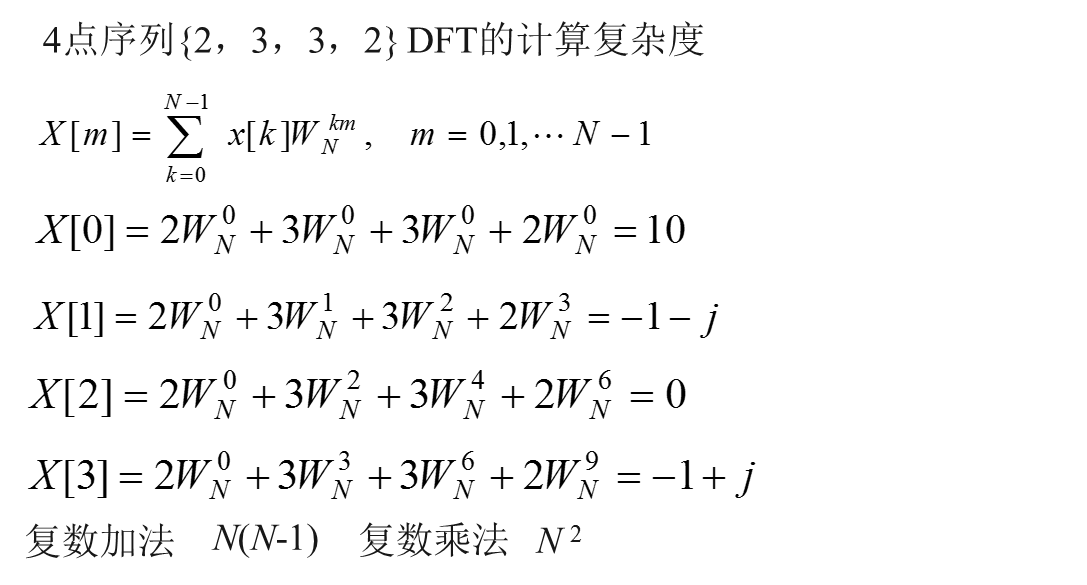 4点序列{2，3，3，2} DFT的计算复杂度
X[m] = \sum_{k=0}^{N-1} x[k]W_N^{km} ,   m = 0,1,⋯ N − 1
X[0] = 2W_N^0 + 3W_N^0 + 3W_N^0 + 2W_N^0 = 10
X[1] = 2W_N^0 + 3W_N^1 + 3W_N^2 + 2W_N^3 = −1 − j
X[2] = 2W_N^0 + 3W_N^2 + 3W_N^4 + 2W_N^6 = 0
X[3] = 2W_N^0 + 3W_N^3 + 3W_N^6 + 2W_N^9 = −1 + j
复数加法 N(N-1) 复数乘法 N^2